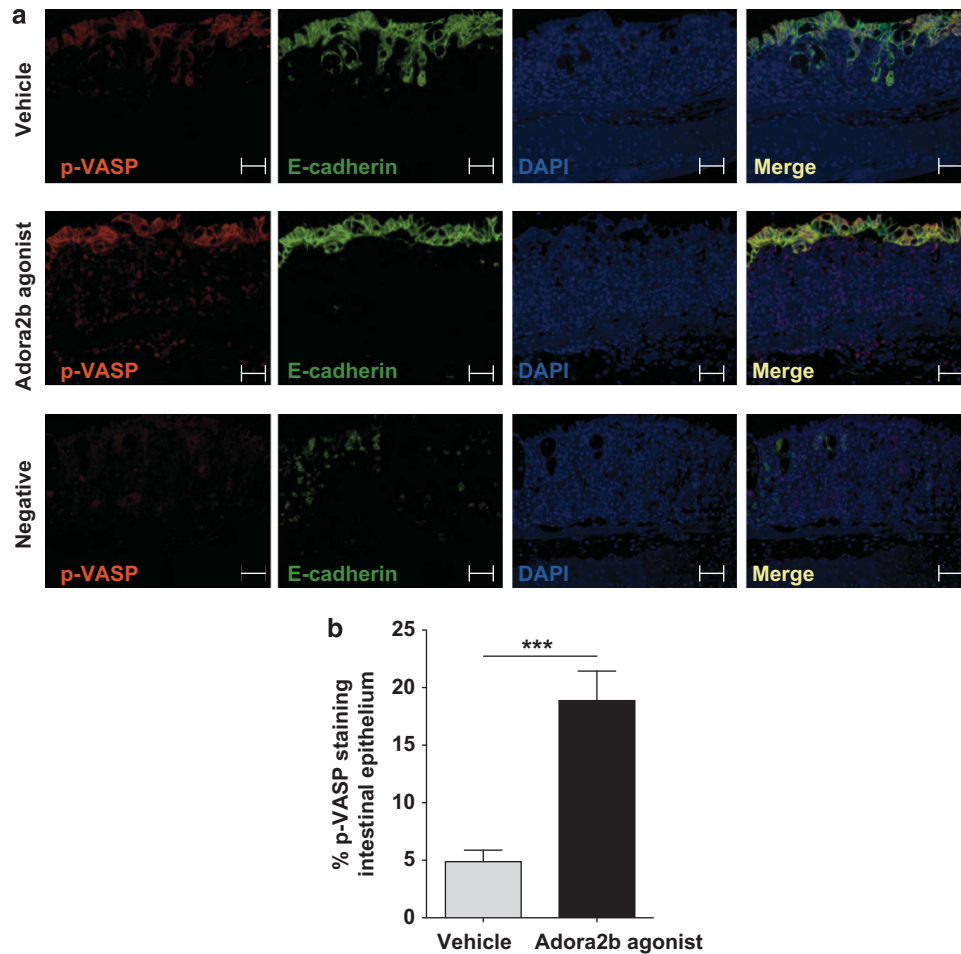 a
Vehicle
p-VASP
E-cadherin
DAPI
Merge
Adora2b agonist
p-VASP
E-cadherin
DAPI
Merge
Negative
p-VASP
E-cadherin
DAPI
Merge
b
% p-VASP staining
intestinal epithelium
25
20
15
10
5
0
***
Vehicle
Adora2b agonist